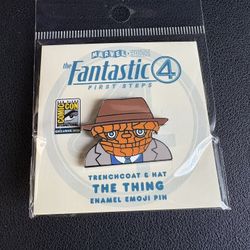 MARVEL STUDIOS
the Fantastic 4
FIRST STEPS
COMIC CON
TRENCHCOAT & HAT
THE THING
ENAMEL EMOJI PIN